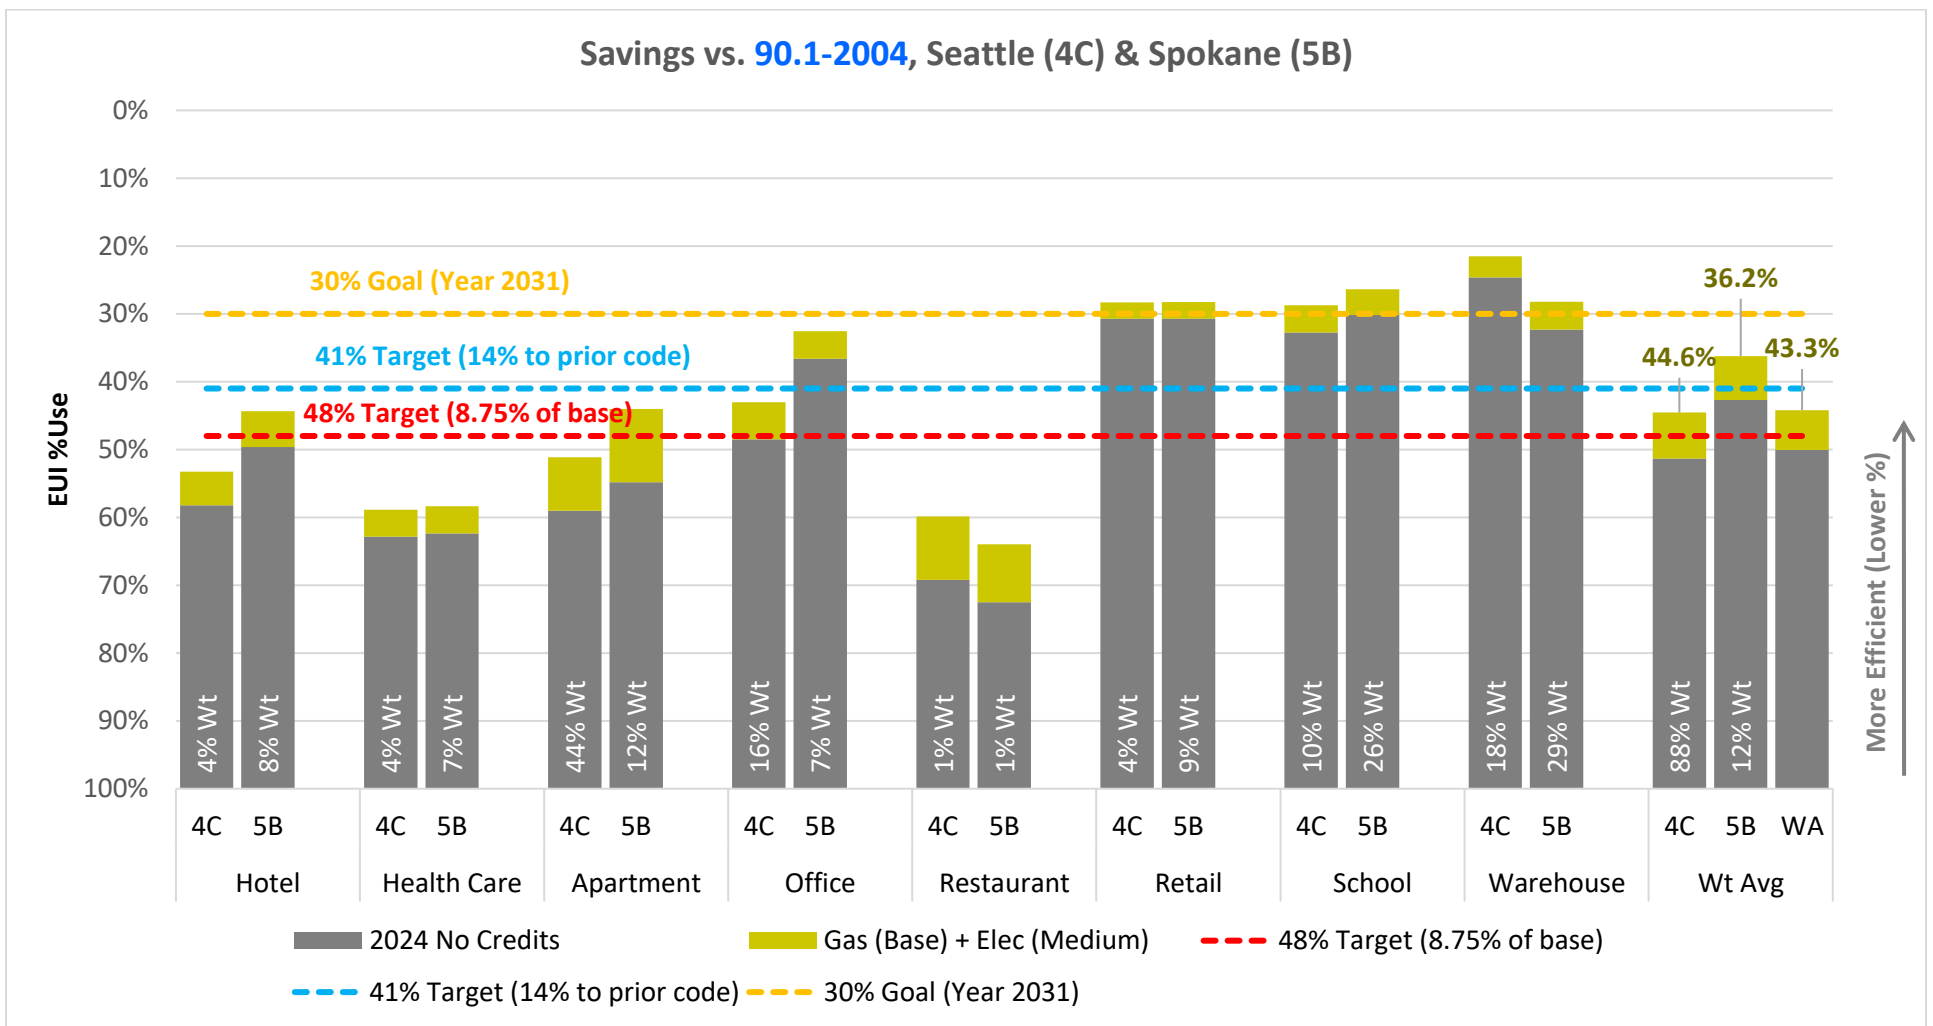 Savings vs. 90.1-2004, Seattle (4C) & Spokane (5B)
0%
10%
20%
30%
40%
50%
60%
70%
80%
90%
100%
EUI %Use
30% Goal (Year 2031)
41% Target (14% to prior code)
48% Target (8.75% of base)
36.2%
44.6%
43.3%
4% Wt
8% Wt
4% Wt
7% Wt
44% Wt
12% Wt
16% Wt
7% Wt
1% Wt
1% Wt
4% Wt
9% Wt
10% Wt
26% Wt
18% Wt
29% Wt
88% Wt
12% Wt
More Efficient (Lower %)
4C 5B 4C 5B 4C 5B 4C 5B 4C 5B 4C 5B 4C 5B 4C 5B 4C 5B WA
Hotel Health Care Apartment Office Restaurant Retail School Warehouse Wt Avg
2024 No Credits Gas (Base) + Elec (Medium) 48% Target (8.75% of base)
41% Target (14% to prior code) 30% Goal (Year 2031)